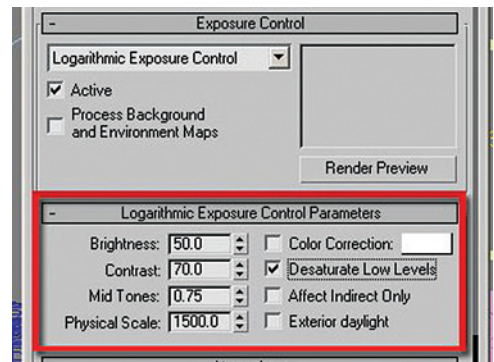 - Exposure Control
Logarithmic Exposure Control
Active
Process Background
and Environment Maps
Render Preview
- Logarithmic Exposure Control Parameters
Brightness: 50.0 Color Correction:
Contrast: 70.0 Desaturate Low Levels
Mid Tones: 0.75 Affect Indirect Only
Physical Scale: 1500.0 Exterior daylight